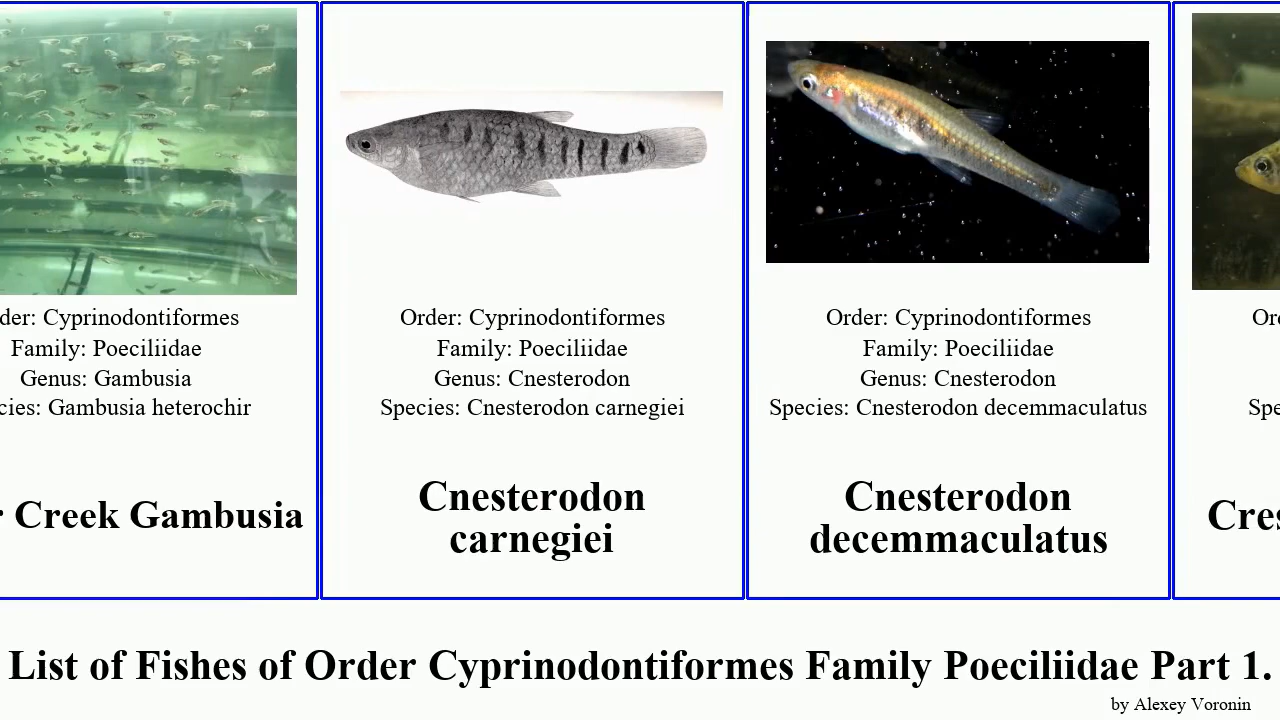 der: Cyprinodontiformes
Family: Poeciliidae
Genus: Gambusia
cies: Gambusia heterochir
r Creek Gambusia
Order: Cyprinodontiformes
Family: Poeciliidae
Genus: Cnesterodon
Species: Cnesterodon carnegiei
Cnesterodon
carnegiei
Order: Cyprinodontiformes
Family: Poeciliidae
Genus: Cnesterodon
Species: Cnesterodon decemmaculatus
Cnesterodon
decemmaculatus
Ord
Spe
Cres
List of Fishes of Order Cyprinodontiformes Family Poeciliidae Part 1.
by Alexey Voronin